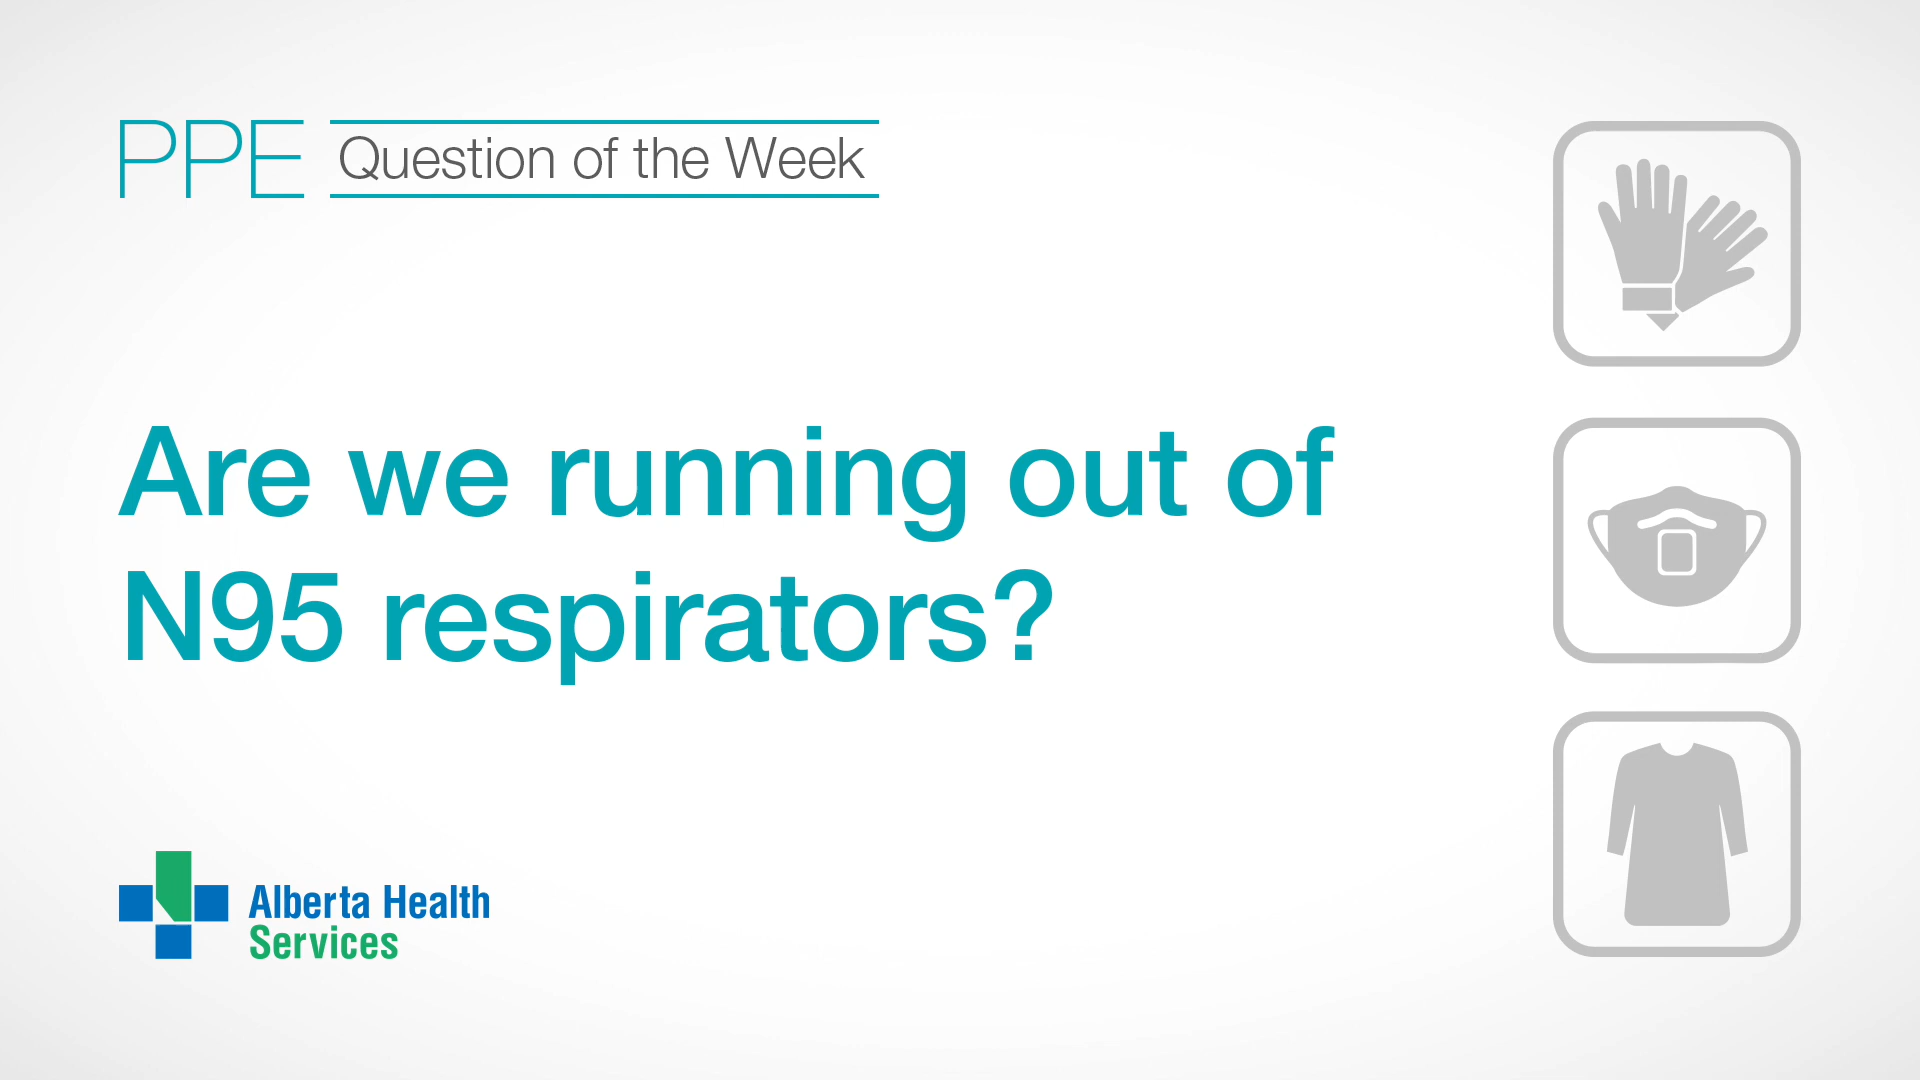 PPE Question of the Week
Are we running out of
N95 respirators?
Alberta Health
Services